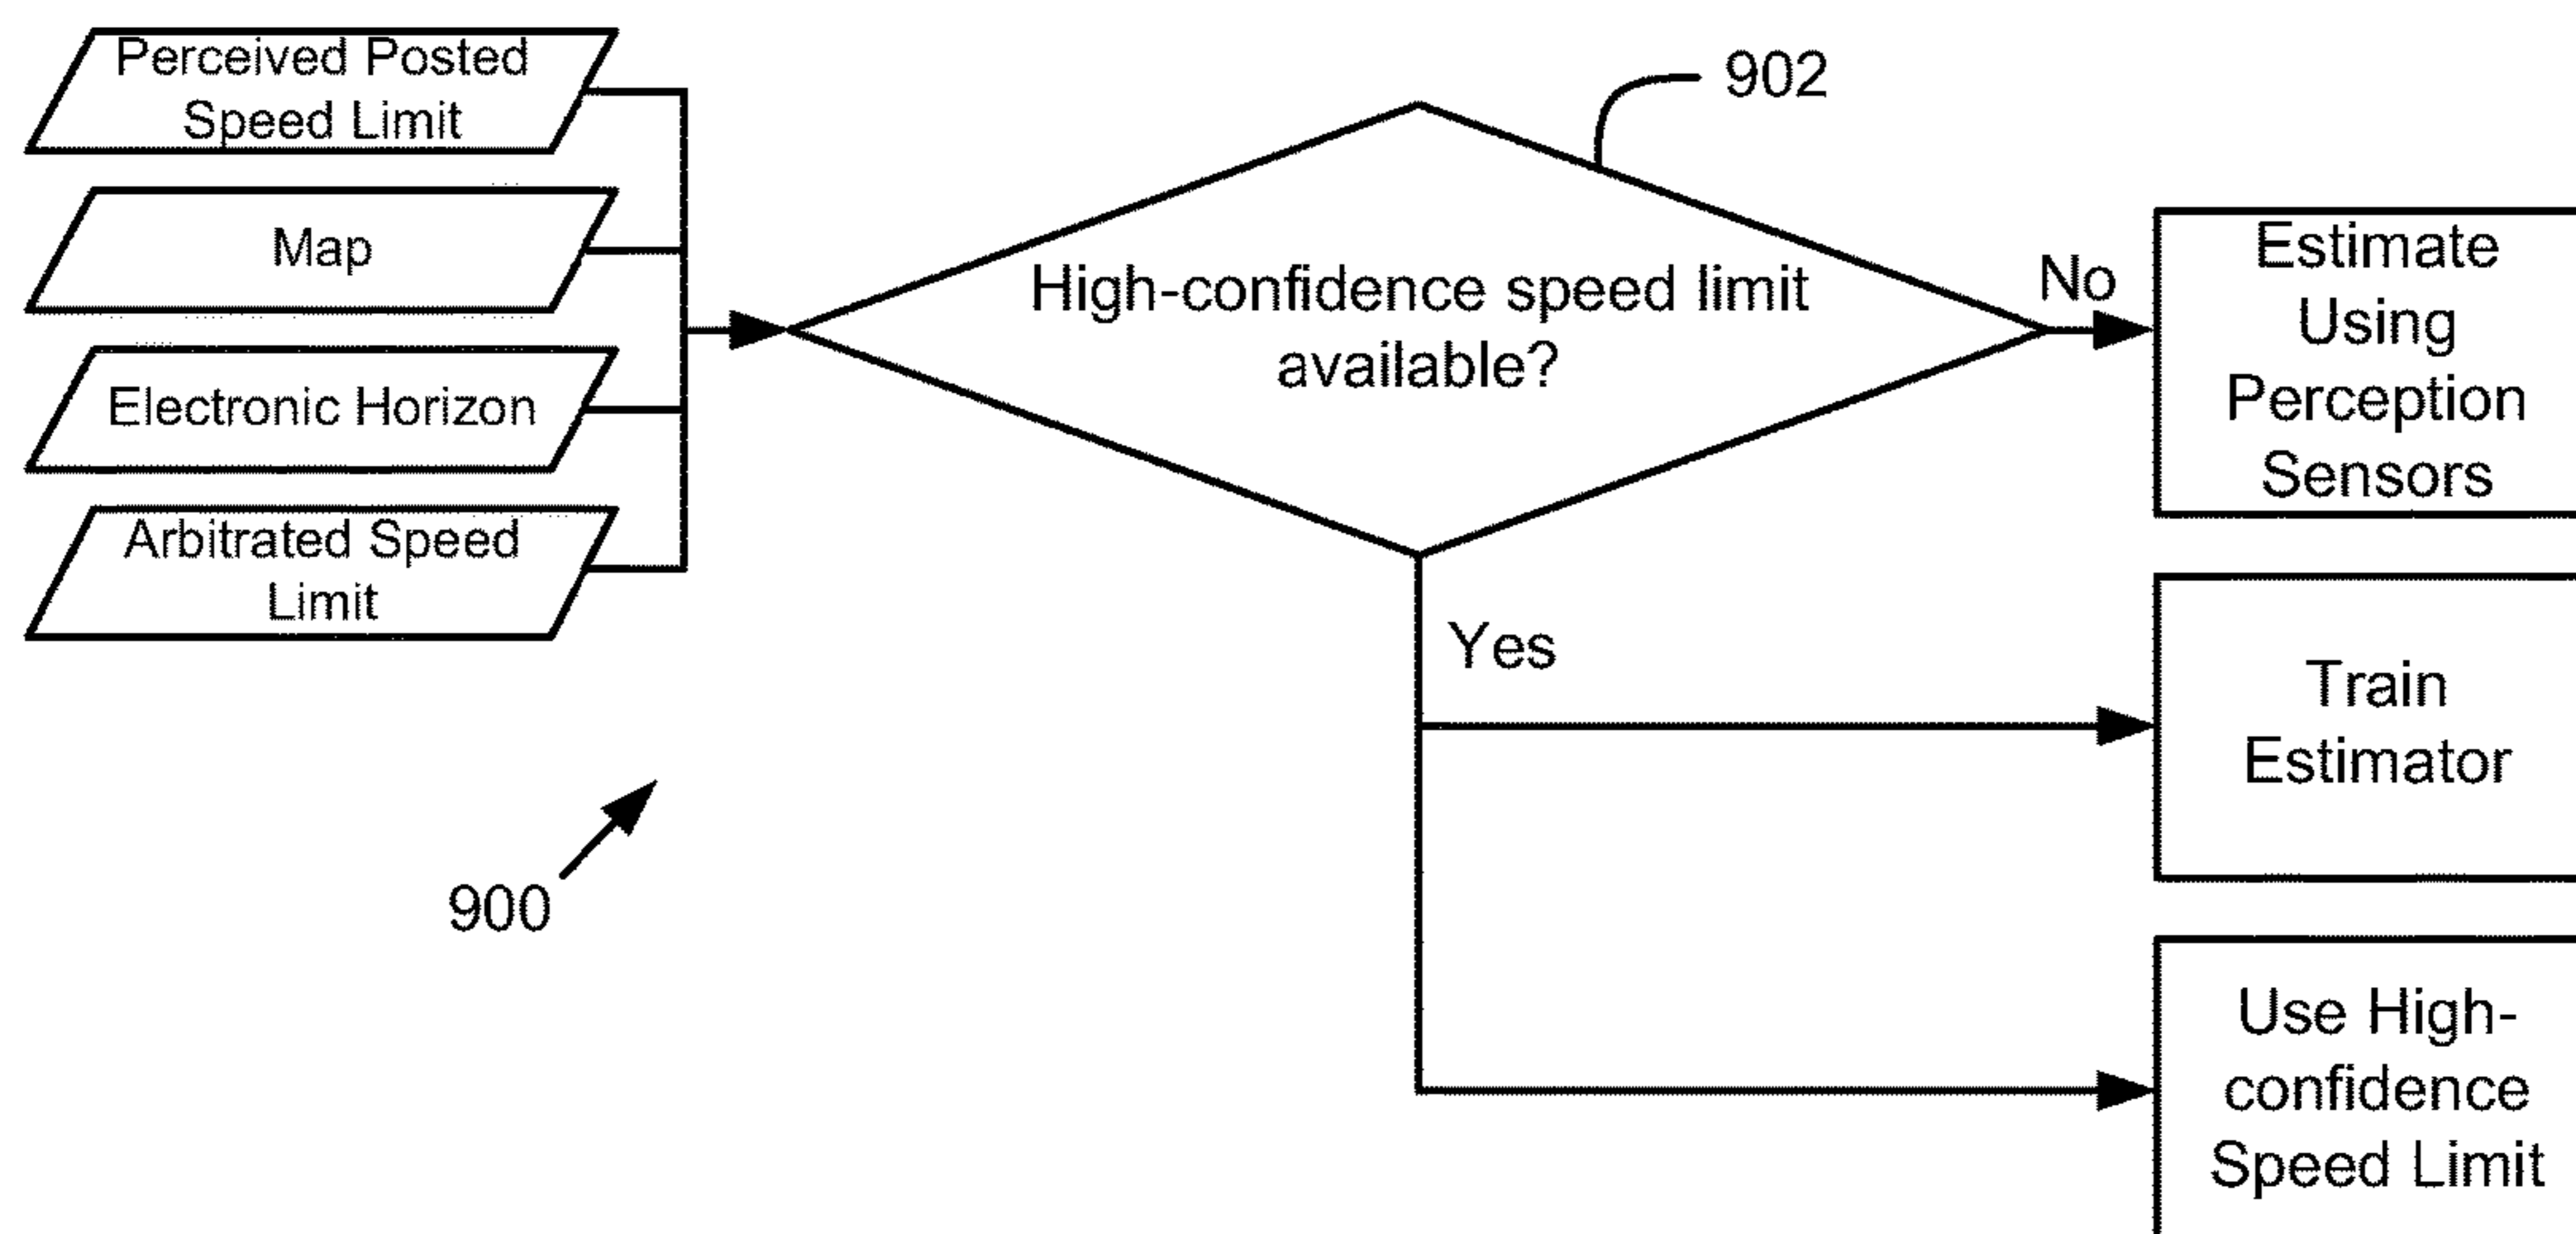 Perceived Posted
Speed Limit
Map
Electronic Horizon
Arbitrated Speed
Limit
900
902
High-confidence speed limit
available?
No
Yes
Estimate
Using
Perception
Sensors
Train
Estimator
Use High-
confidence
Speed Limit